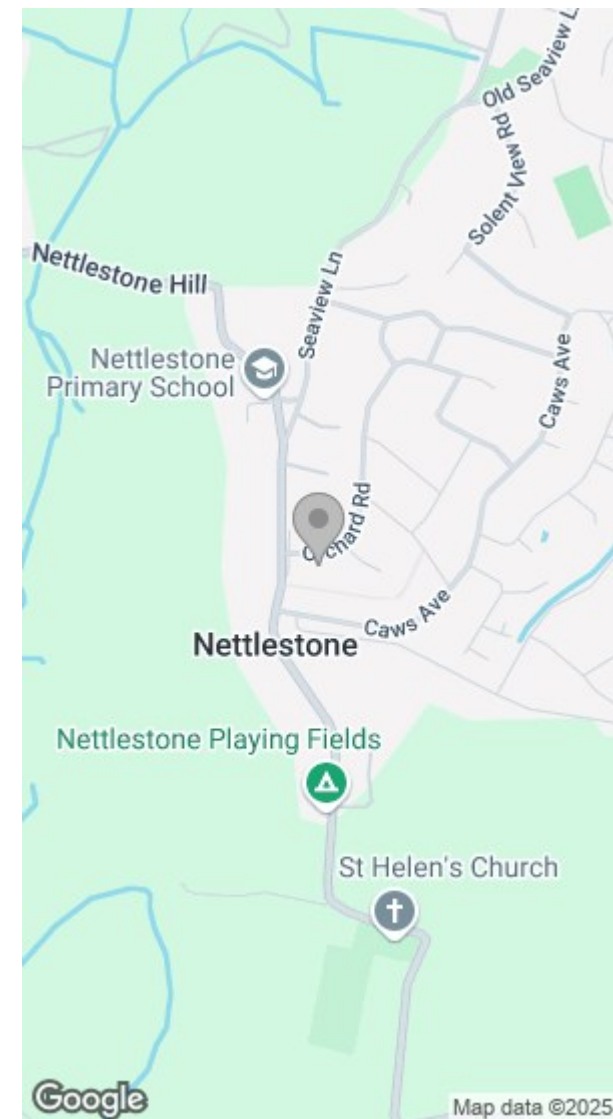 Old Seaview L
Solent View Rd
Nettlestone Hill
Seaview Ln
Nettlestone
Primary School
Caws Ave
Orchard Rd
Caws Ave
Nettlestone
Nettlestone Playing Fields
St Helen's Church
Google
Map data ©2025